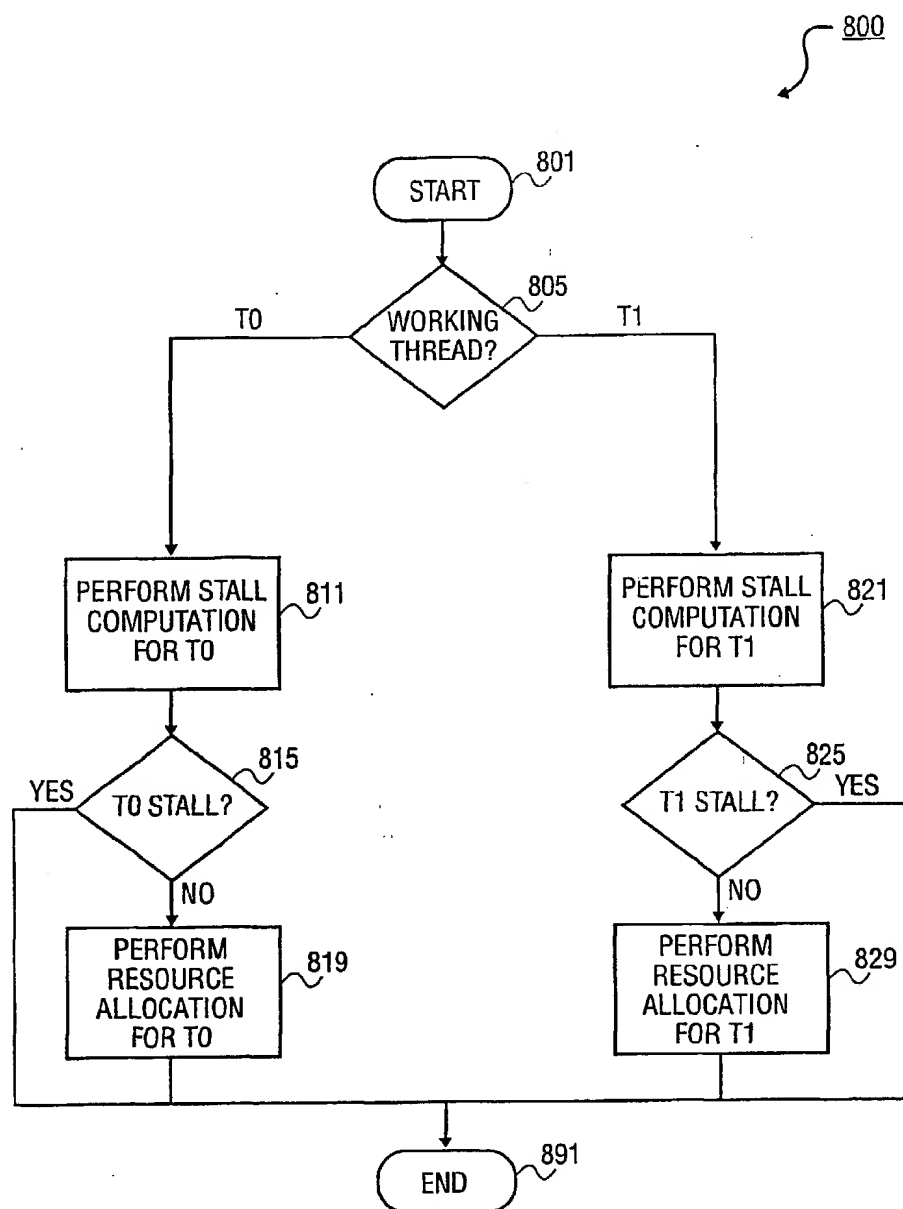 800
START
801
WORKING
THREAD?
805
T0
T1
PERFORM STALL
COMPUTATION
FOR T0
811
PERFORM STALL
COMPUTATION
FOR T1
821
T0 STALL?
815
YES
NO
T1 STALL?
825
YES
NO
PERFORM
RESOURCE
ALLOCATION
FOR T0
819
PERFORM
RESOURCE
ALLOCATION
FOR T1
829
END
891